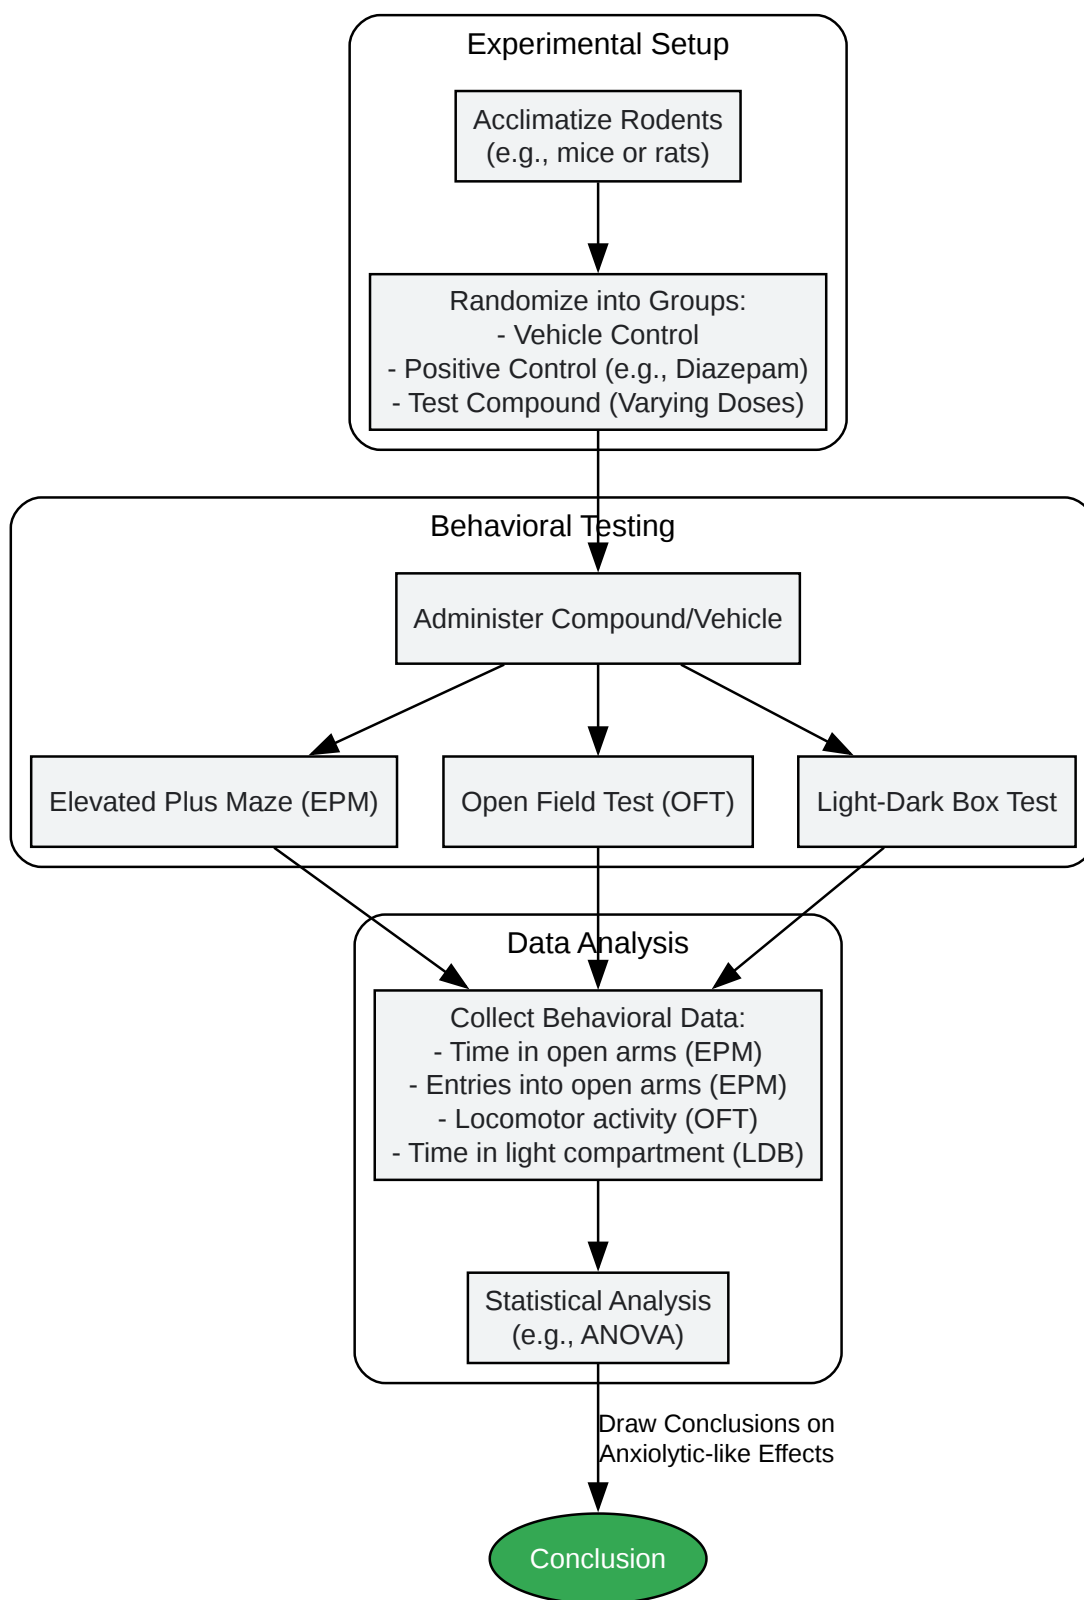 Experimental Setup
Acclimatize Rodents
(e.g., mice or rats)
Randomize into Groups:
- Vehicle Control
- Positive Control (e.g., Diazepam)
- Test Compound (Varying Doses)
Behavioral Testing
Administer Compound/Vehicle
Elevated Plus Maze (EPM)
Open Field Test (OFT)
Light-Dark Box Test
Data Analysis
Collect Behavioral Data:
- Time in open arms (EPM)
- Entries into open arms (EPM)
- Locomotor activity (OFT)
- Time in light compartment (LDB)
Statistical Analysis
(e.g., ANOVA)
Draw Conclusions on
Anxiolytic-like Effects
Conclusion